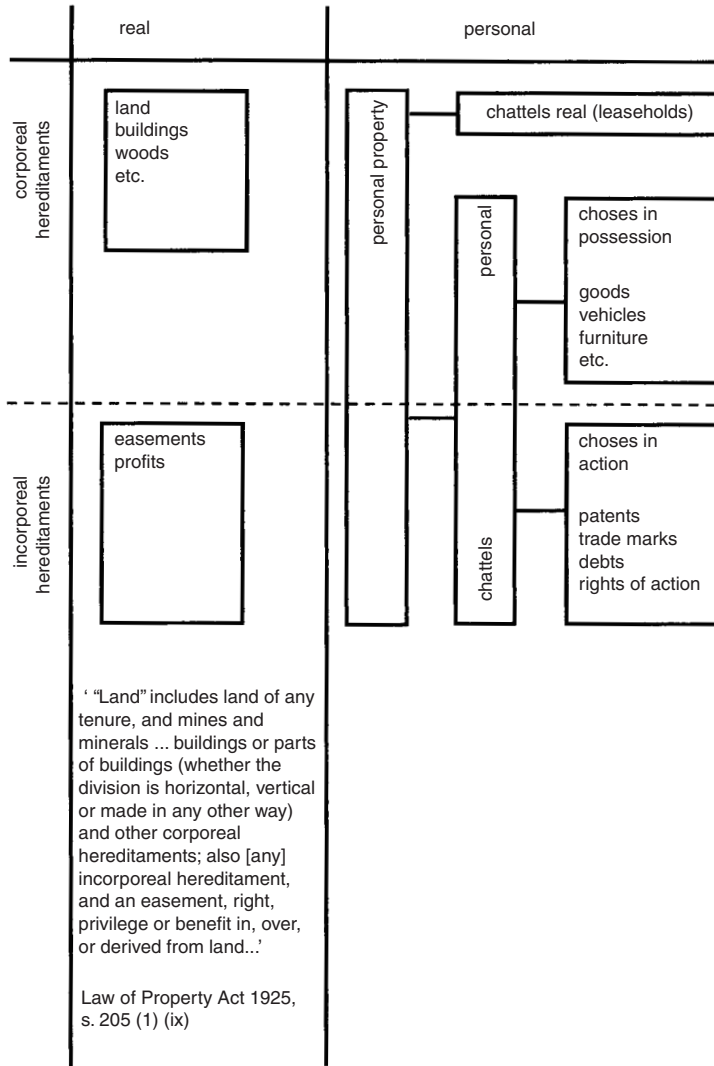 real
personal
corporeal
hereditaments
land
buildings
woods
etc.
personal property
chattels real (leaseholds)
personal
chattels
choses in
possession
goods
vehicles
furniture
etc.
incorporeal
hereditaments
easements
profits
choses in
action
patents
trade marks
debts
rights of action
‘ “Land” includes land of any
tenure, and mines and
minerals ... buildings or parts
of buildings (whether the
division is horizontal, vertical
or made in any other way)
and other corporeal
hereditaments; also [any]
incorporeal hereditament,
and an easement, right,
privilege or benefit in, over,
or derived from land...’
Law of Property Act 1925,
s. 205 (1) (ix)